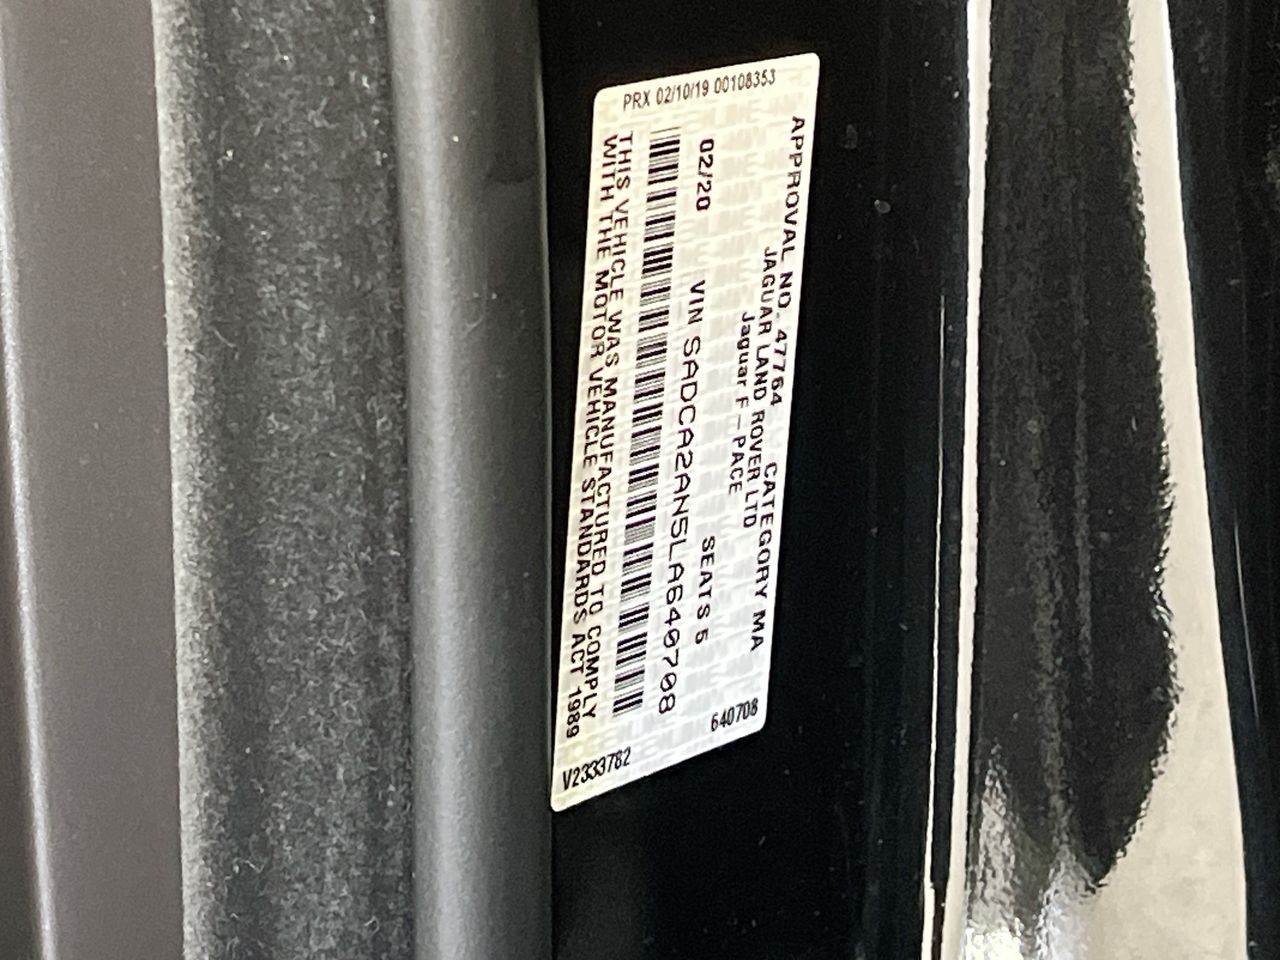 PRX 02/10/19 00108353
APPROVAL NO. 47764 CATEGORY MA
JAGUAR LAND ROVER LTD
Jaguar F - PACE
02/20 VIN SADCA2AN5LA640708 SEATS 5
THIS VEHICLE WAS MANUFACTURED TO COMPLY
WITH THE MOTOR VEHICLE STANDARDS ACT 1989
V2333782 640708